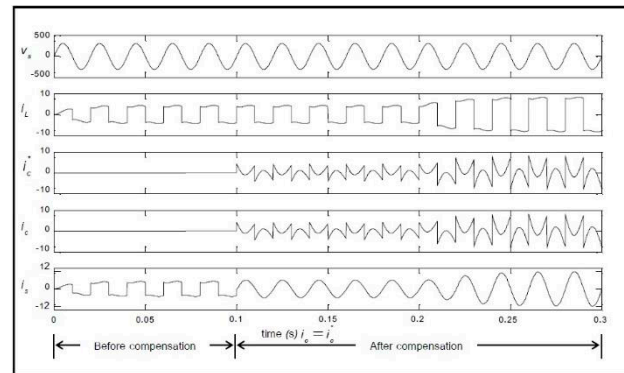 500
v_s 0
-500
10
i_L 0
-10
10
i_c^* 0
-10
10
i_c 0
-10
12
i_s
-12
0 0.05 0.1 0.15 0.2 0.25 0.3
time (s) i_c = i_c^*
Before compensation After compensation